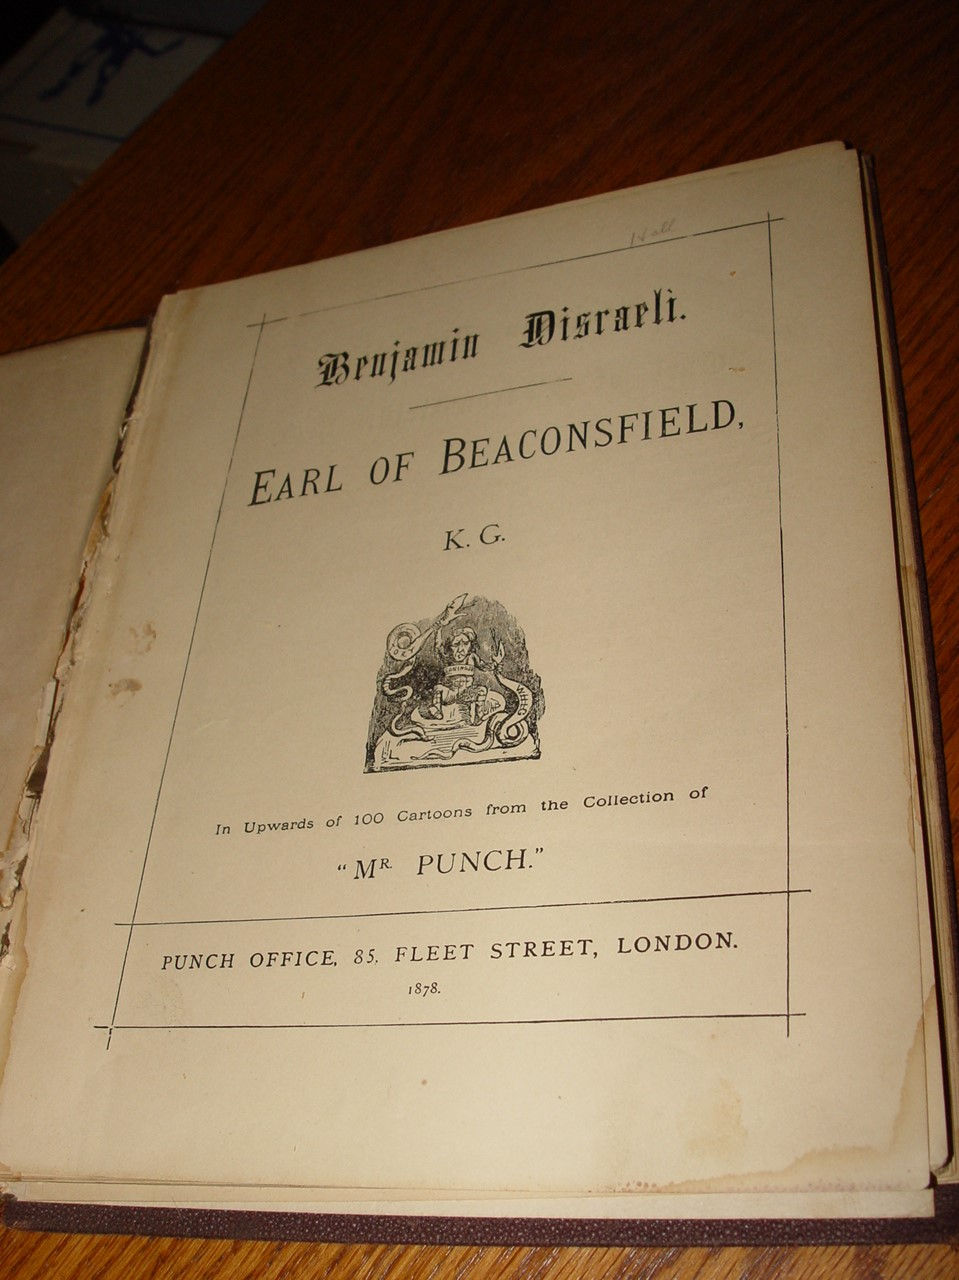 Benjamin Disraeli.
EARL OF BEACONSFIELD,
K. G.
WHIG
In Upwards of 100 Cartoons from the Collection of
“MR. PUNCH.”
PUNCH OFFICE, 85, FLEET STREET, LONDON.
1878.